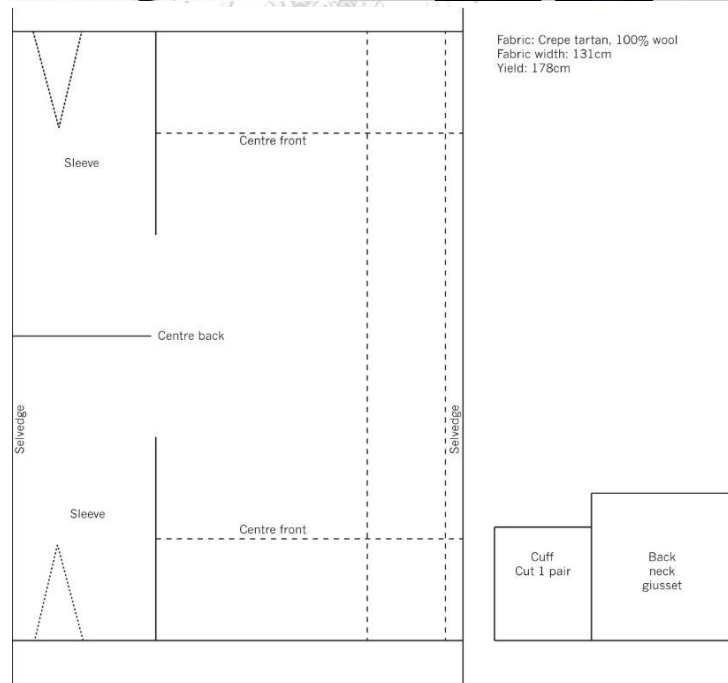 Fabric: Crepe tartan, 100% wool
Fabric width: 131cm
Yield: 178cm
Centre front
Sleeve
Centre back
Selvedge
Selvedge
Sleeve
Centre front
Cuff
Cut 1 pair
Back
neck
giusset